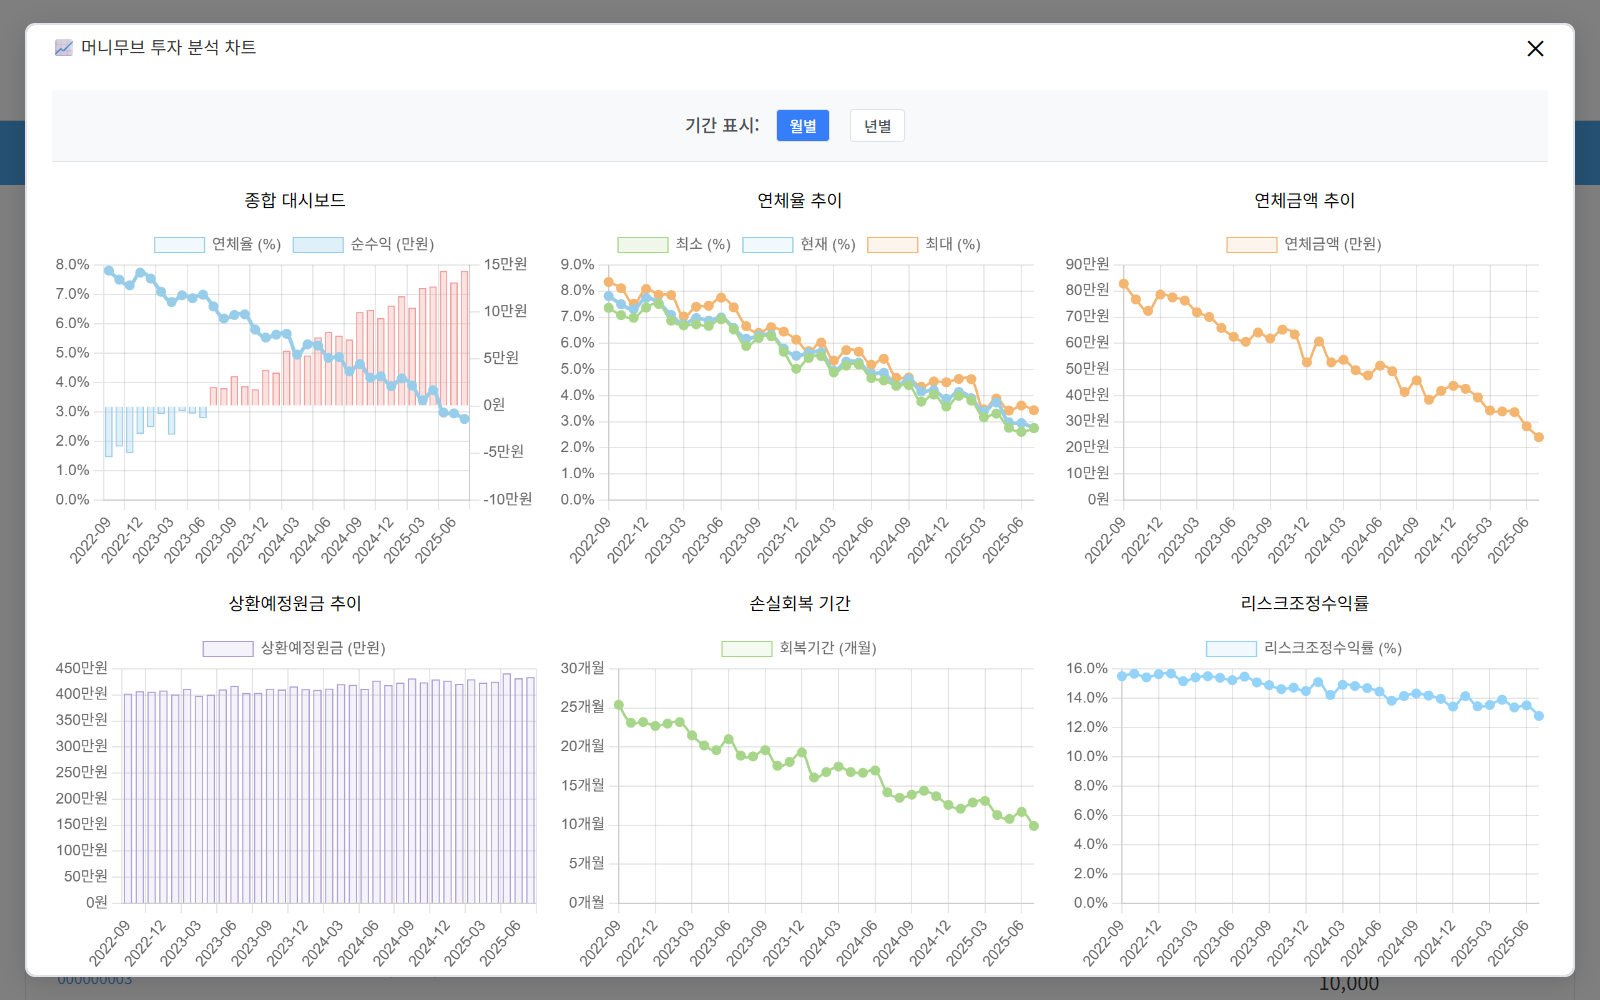 머니무브 투자 분석 차트
기간 표시: 월별 년별
종합 대시보드
연체율 (%) 순수익 (만원)
8.0%
7.0%
6.0%
5.0%
4.0%
3.0%
2.0%
1.0%
0.0%
15만원
10만원
5만원
0원
-5만원
-10만원
2022-09 2022-12 2023-03 2023-06 2023-09 2023-12 2024-03 2024-06 2024-09 2024-12 2025-03 2025-06
연체율 추이
최소 (%) 현재 (%) 최대 (%)
9.0%
8.0%
7.0%
6.0%
5.0%
4.0%
3.0%
2.0%
1.0%
0.0%
2022-09 2022-12 2023-03 2023-06 2023-09 2023-12 2024-03 2024-06 2024-09 2024-12 2025-03 2025-06
연체금액 추이
연체금액 (만원)
90만원
80만원
70만원
60만원
50만원
40만원
30만원
20만원
10만원
0원
2022-09 2022-12 2023-03 2023-06 2023-09 2023-12 2024-03 2024-06 2024-09 2024-12 2025-03 2025-06
상환예정원금 추이
상환예정원금 (만원)
450만원
400만원
350만원
300만원
250만원
200만원
150만원
100만원
50만원
0원
2022-09 2022-12 2023-03 2023-06 2023-09 2023-12 2024-03 2024-06 2024-09 2024-12 2025-03 2025-06
손실회복 기간
회복기간 (개월)
30개월
25개월
20개월
15개월
10개월
5개월
0개월
2022-09 2022-12 2023-03 2023-06 2023-09 2023-12 2024-03 2024-06 2024-09 2024-12 2025-03 2025-06
리스크조정수익률
리스크조정수익률 (%)
16.0%
14.0%
12.0%
10.0%
8.0%
6.0%
4.0%
2.0%
0.0%
2022-09 2022-12 2023-03 2023-06 2023-09 2023-12 2024-03 2024-06 2024-09 2024-12 2025-03 2025-06
000000003 10,000